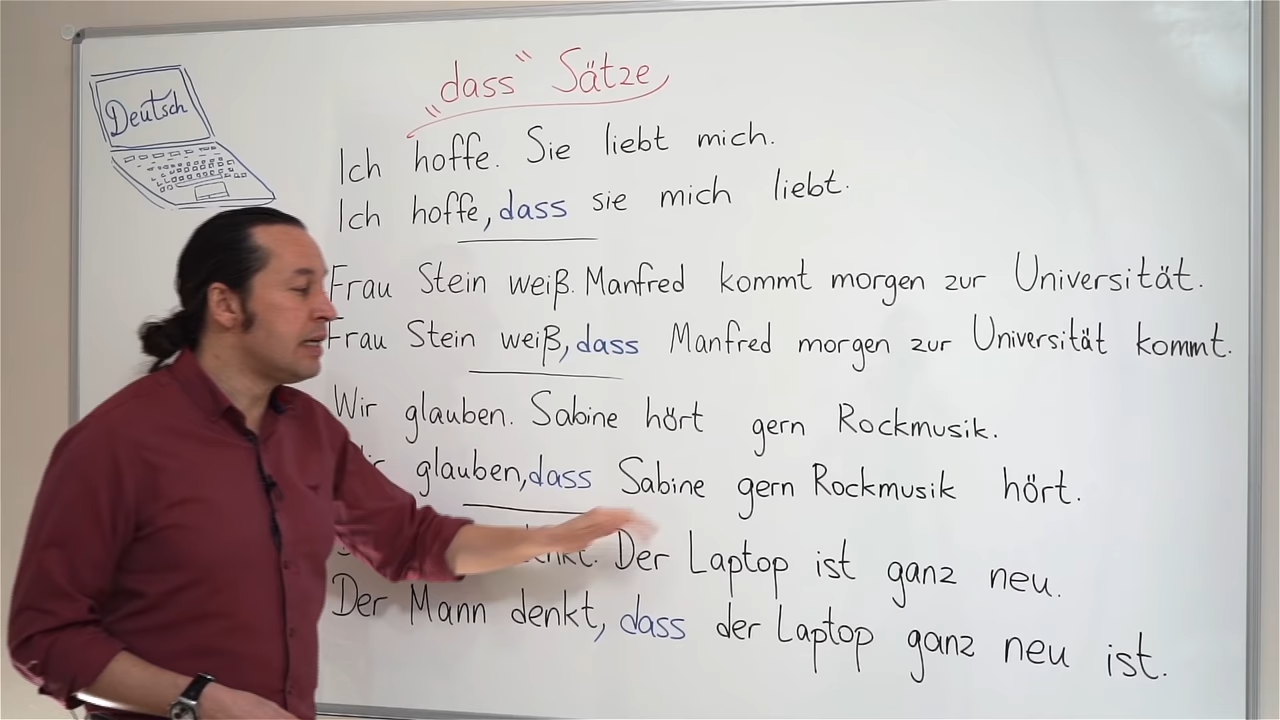 Deutsch
„dass“ Sätze
Ich hoffe. Sie liebt mich.
Ich hoffe, dass sie mich liebt.
Frau Stein weiß. Manfred kommt morgen zur Universität.
Frau Stein weiß, dass Manfred morgen zur Universität kommt.
Wir glauben. Sabine hört gern Rockmusik.
glauben, dass Sabine gern Rockmusik hört.
Der Laptop ist ganz neu.
Der Mann denkt, dass der Laptop ganz neu ist.